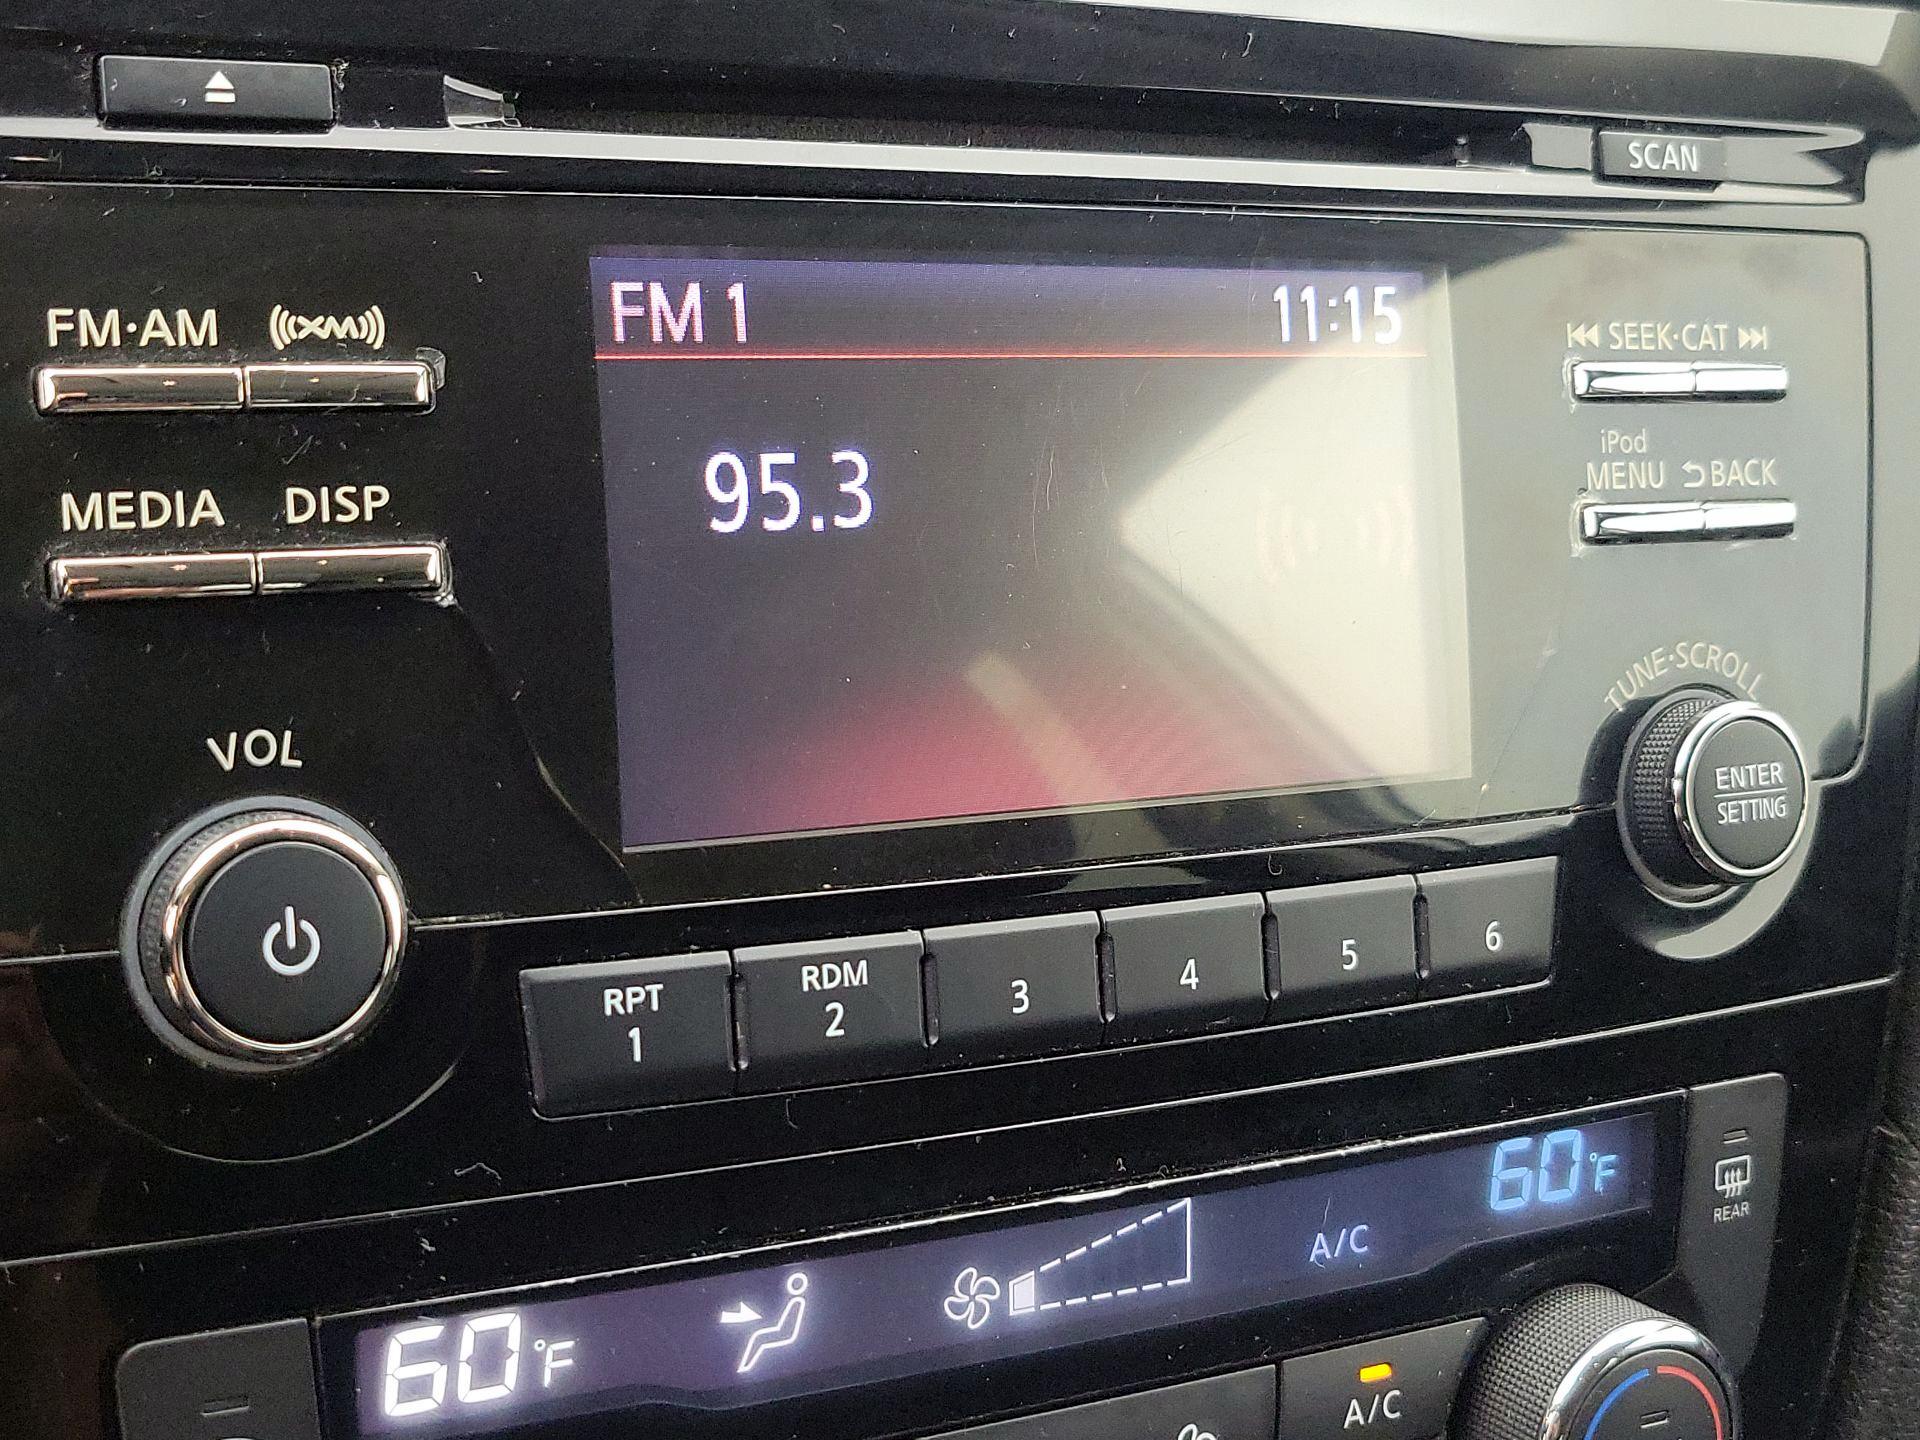 SCAN
FM·AM XM
FM 1 11:15
SEEK·CAT
95.3
iPod
MENU BACK
MEDIA DISP
TUNE·SCROLL
VOL
ENTER
SETTING
RPT
1
RDM
2
3
4
5
6
60°F
A/C
60°F
REAR
A/C